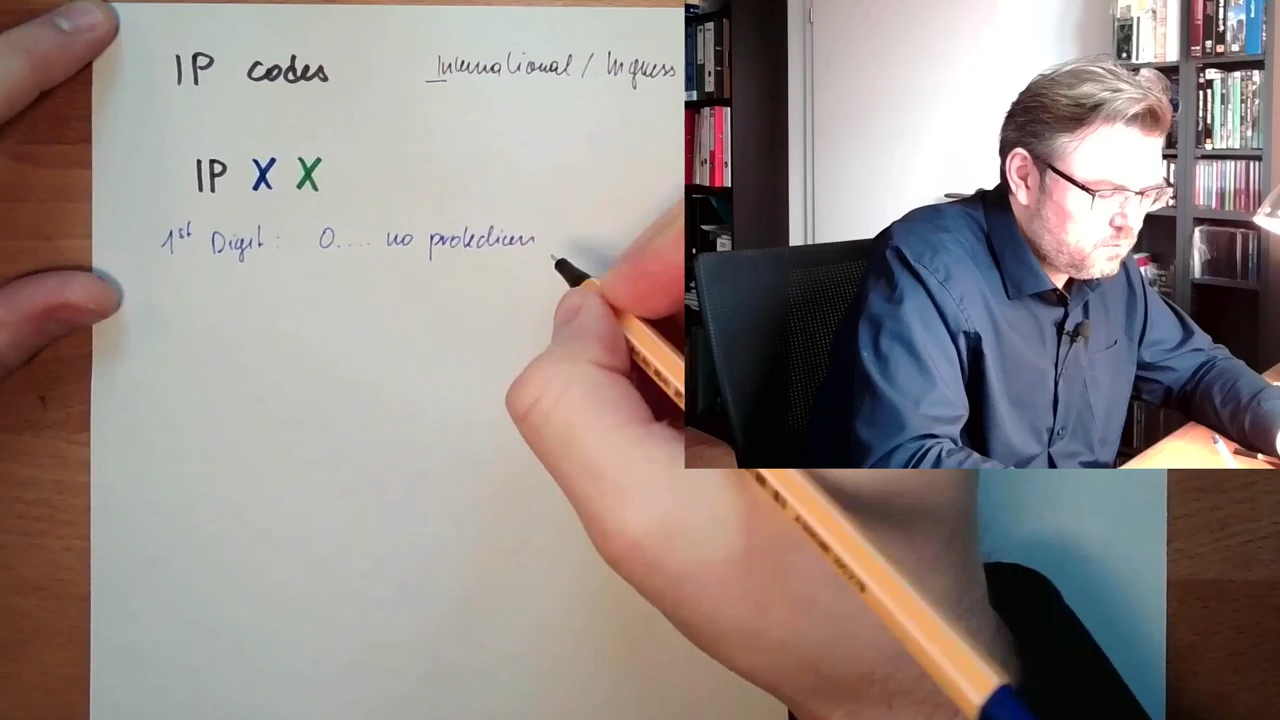 IP codes International / Ingress
IP X X
1st Digit: 0.... no protection